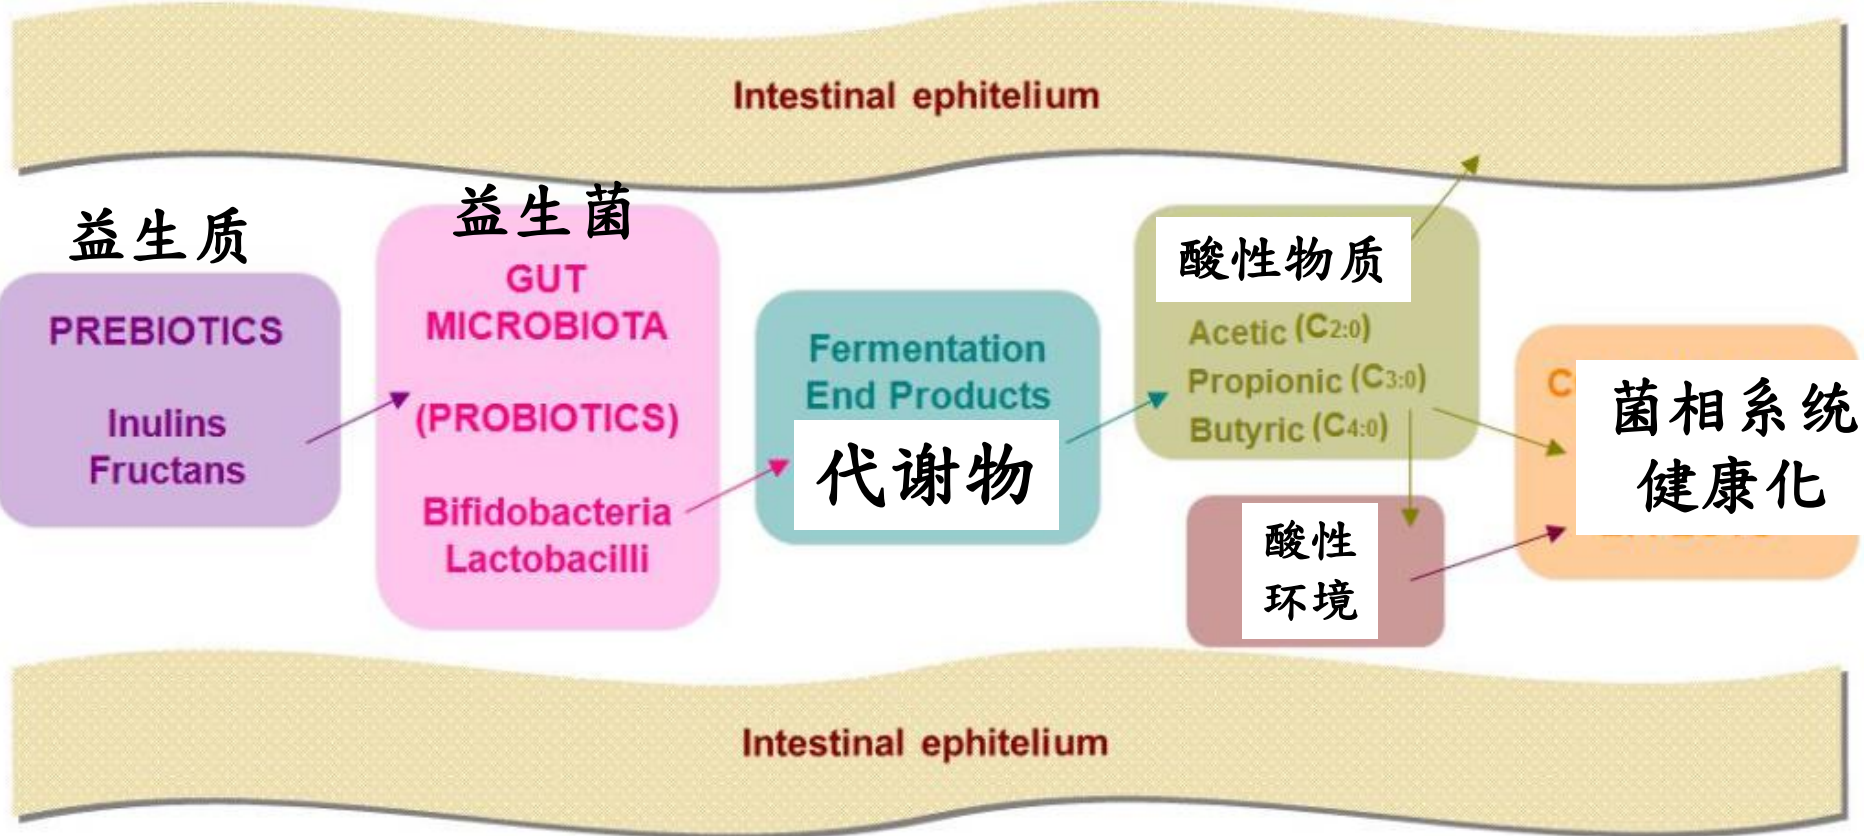 Intestinal ephitelium
益生质
PREBIOTICS
Inulins
Fructans
益生菌
GUT
MICROBIOTA
(PROBIOTICS)
Bifidobacteria
Lactobacilli
Fermentation
End Products
代谢物
酸性物质
Acetic (C2:0)
Propionic (C3:0)
Butyric (C4:0)
酸性
环境
菌相系统
健康化
Intestinal ephitelium